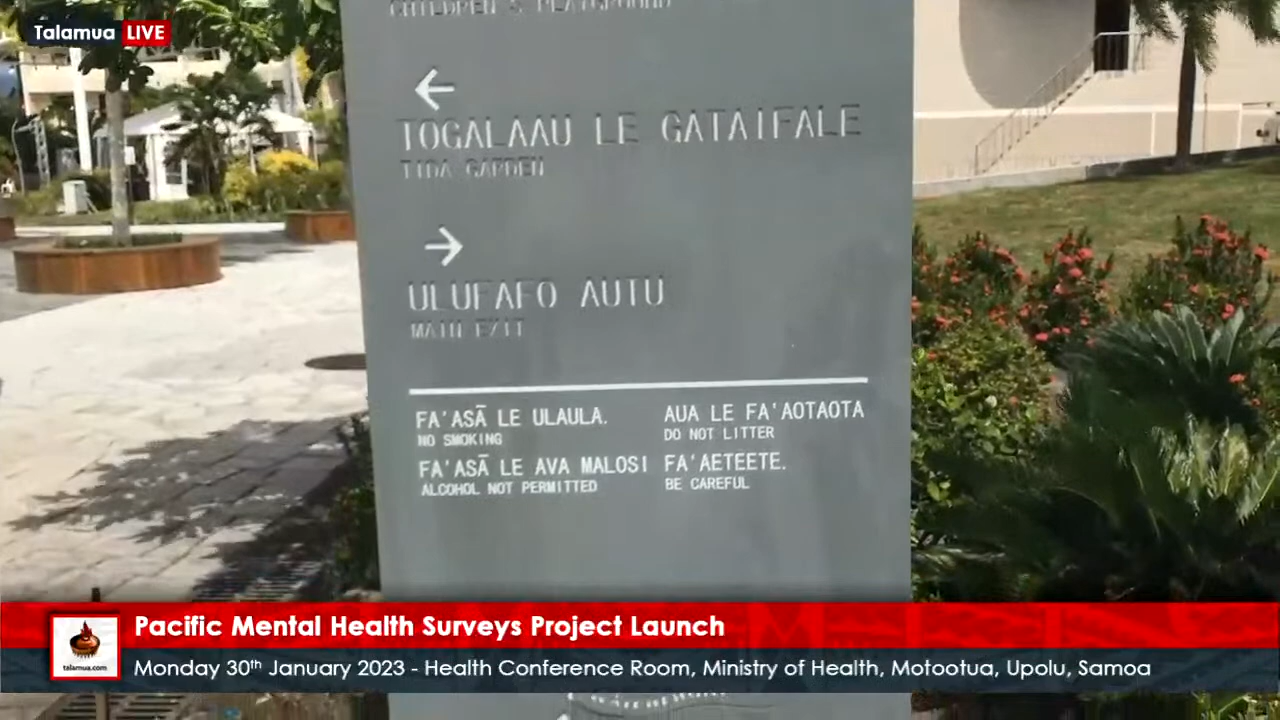 Talamua LIVE
CHILDREN'S PLAYGROUND
TOGALAAU LE GATAIFALE
GARDEN
ULUFAFO AUTU
MAIN EXIT
FA'ASĀ LE ULAULA.
NO SMOKING
AUA LE FA'AOTAOTA
DO NOT LITTER
FA'ASĀ LE AVA MALOSI
ALCOHOL NOT PERMITTED
FA'AETEETE.
BE CAREFUL
Pacific Mental Health Surveys Project Launch
talamua.com
Monday 30th January 2023 - Health Conference Room, Ministry of Health, Motootua, Upolu, Samoa